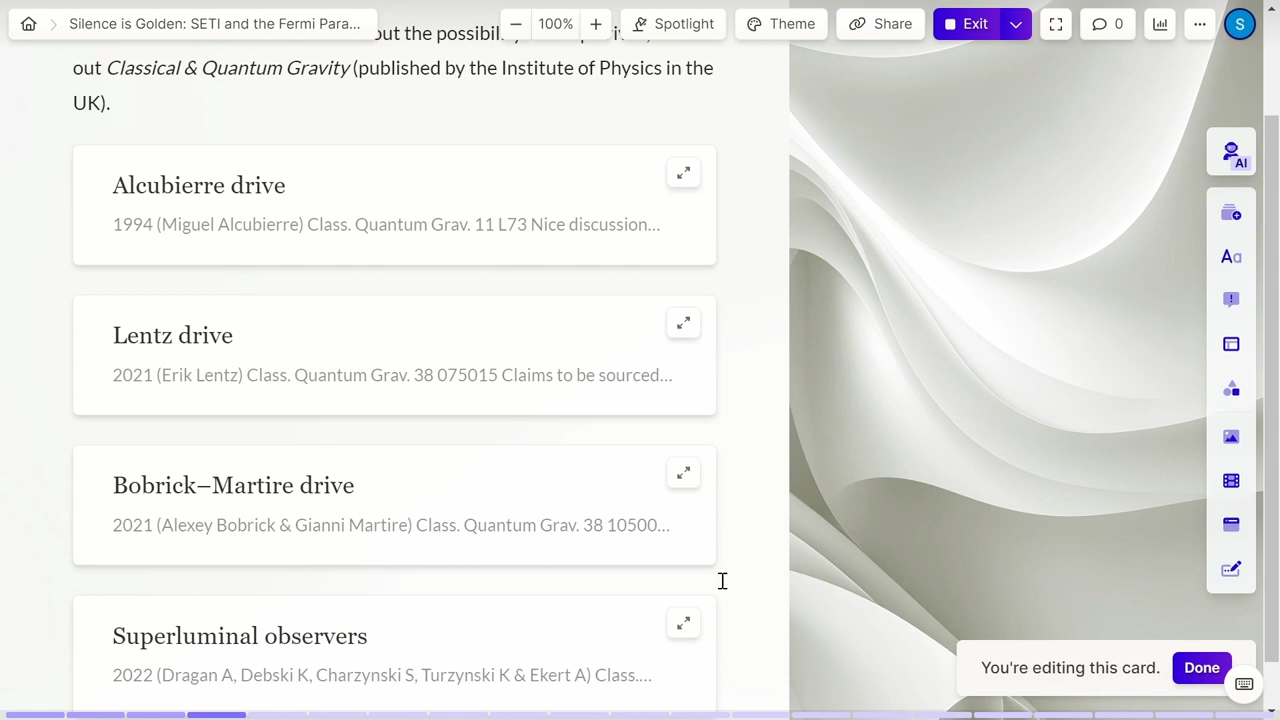 Silence is Golden: SETI and the Fermi Para...
100%
Spotlight
Theme
Share
Exit
0
S
out the
out Classical & Quantum Gravity (published by the Institute of Physics in the
UK).
Alcubierre drive
1994 (Miguel Alcubierre) Class. Quantum Grav. 11 L73 Nice discussion...
Lentz drive
2021 (Erik Lentz) Class. Quantum Grav. 38 075015 Claims to be sourced...
Bobrick–Martire drive
2021 (Alexey Bobrick & Gianni Martire) Class. Quantum Grav. 38 10500...
Superluminal observers
2022 (Dragan A, Debski K, Charzynski S, Turzynski K & Ekert A) Class....
AI
Aa
You're editing this card.
Done